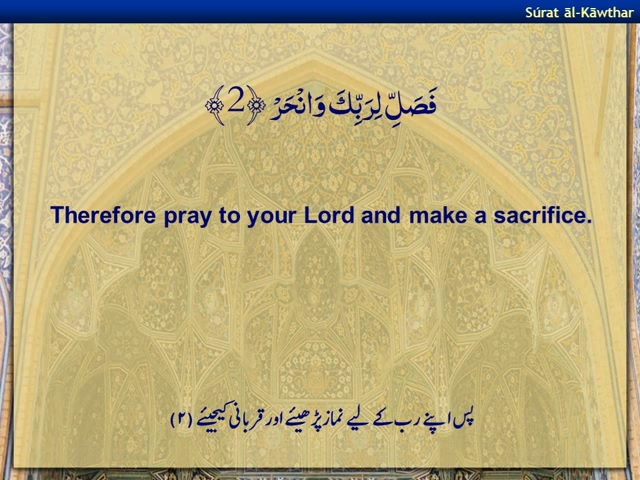 Súrat āl-Kāwthar
فَصَلِّ لِرَبِّكَ وَانْحَرْ ﴿2﴾
Therefore pray to your Lord and make a sacrifice.
پس اپنے رب کے لیے نماز پڑھیئے اور قربانی کیجیئے (۲)